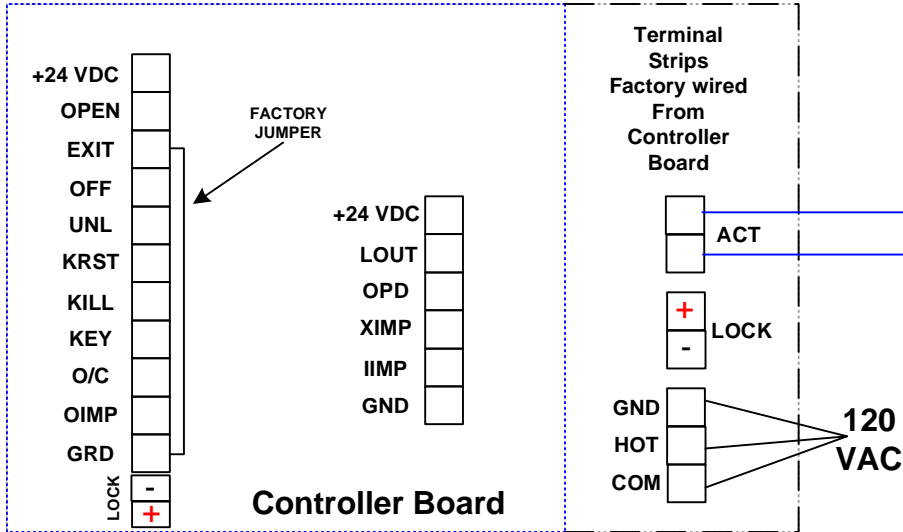 +24 VDC
OPEN
EXIT
OFF
UNL
KRST
KILL
KEY
O/C
OIMP
GRD
LOCK
-
+
FACTORY
JUMPER
+24 VDC
LOUT
OPD
XIMP
IIMP
GND
Controller Board
Terminal
Strips
Factory wired
From
Controller
Board
ACT
+
-
LOCK
GND
HOT
COM
120
VAC